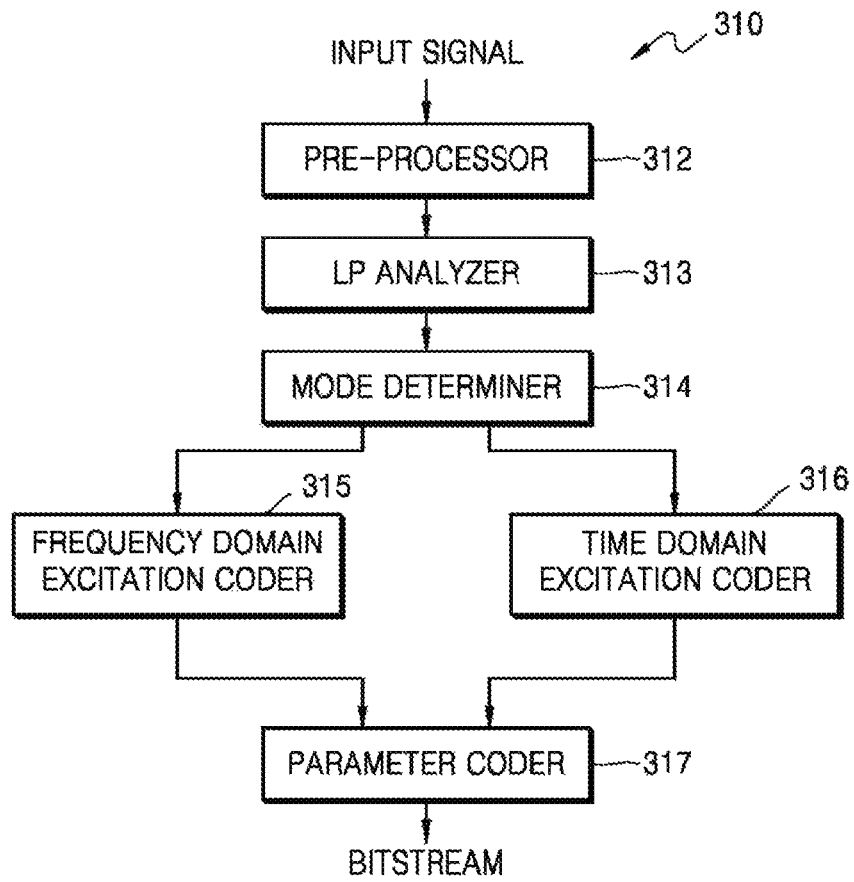 310
INPUT SIGNAL
PRE-PROCESSOR
312
LP ANALYZER
313
MODE DETERMINER
314
315
316
FREQUENCY DOMAIN
EXCITATION CODER
TIME DOMAIN
EXCITATION CODER
PARAMETER CODER
317
BITSTREAM